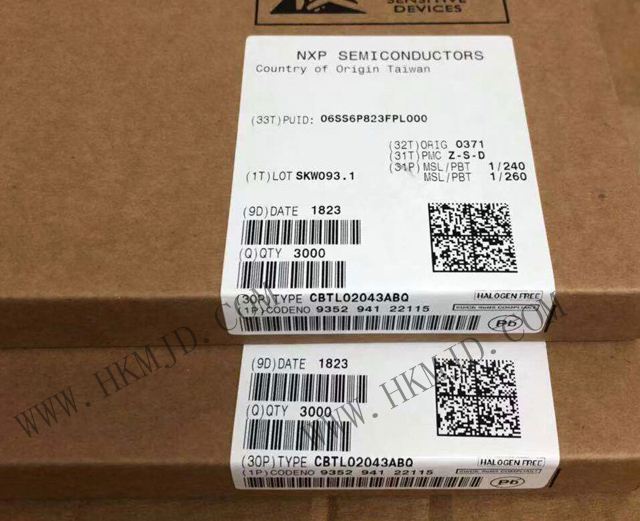 SENSITIVE
DEVICES
NXP SEMICONDUCTORS
Country of Origin Taiwan
(33T)PUID: 06SS6P823FPL000
(32T)ORIG 0371
(31T)PMC Z-S-D
(31P) MSL/PBT 1/240
MSL/PBT 1/260
(1T)LOT SKW093.1
(9D)DATE 1823
(Q)QTY 3000
(30P)TYPE CBTL02043ABQ
HALOGEN FREE
(1P)CODENO 9352 941 22115
Pb
(9D)DATE 1823
(Q)QTY 3000
(30P)TYPE CBTL02043ABQ
HALOGEN FREE
(1P)CODENO 9352 941 22115
Pb
WWW.HKMJD.COM
WWW.HKMJD.COM